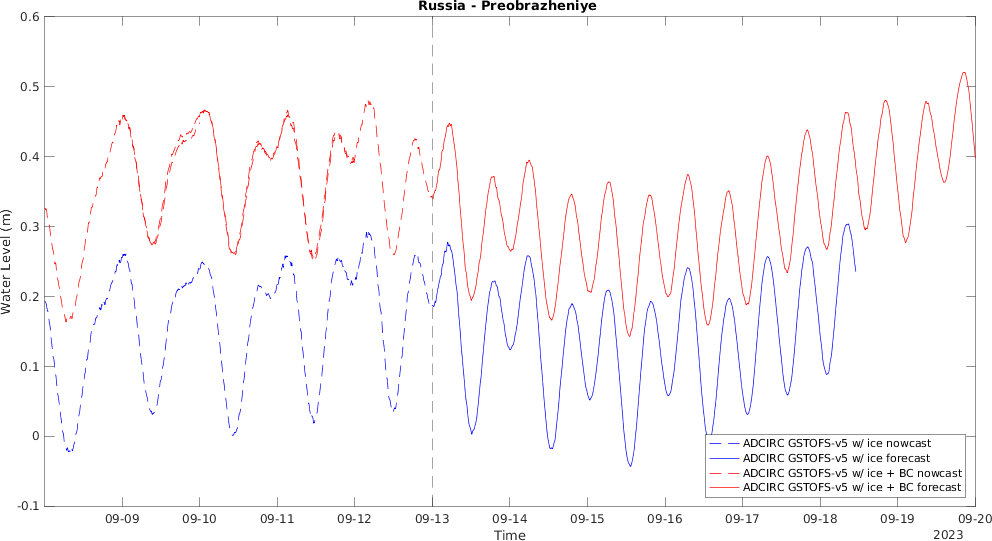 Russia - Preobrazheniye
Water Level (m)
0.6
0.5
0.4
0.3
0.2
0.1
0
-0.1
ADCIRC GSTOFS-v5 w/ ice nowcast
ADCIRC GSTOFS-v5 w/ ice forecast
ADCIRC GSTOFS-v5 w/ ice + BC nowcast
ADCIRC GSTOFS-v5 w/ ice + BC forecast
09-09 09-10 09-11 09-12 09-13 09-14 09-15 09-16 09-17 09-18 09-19 09-20
Time
2023